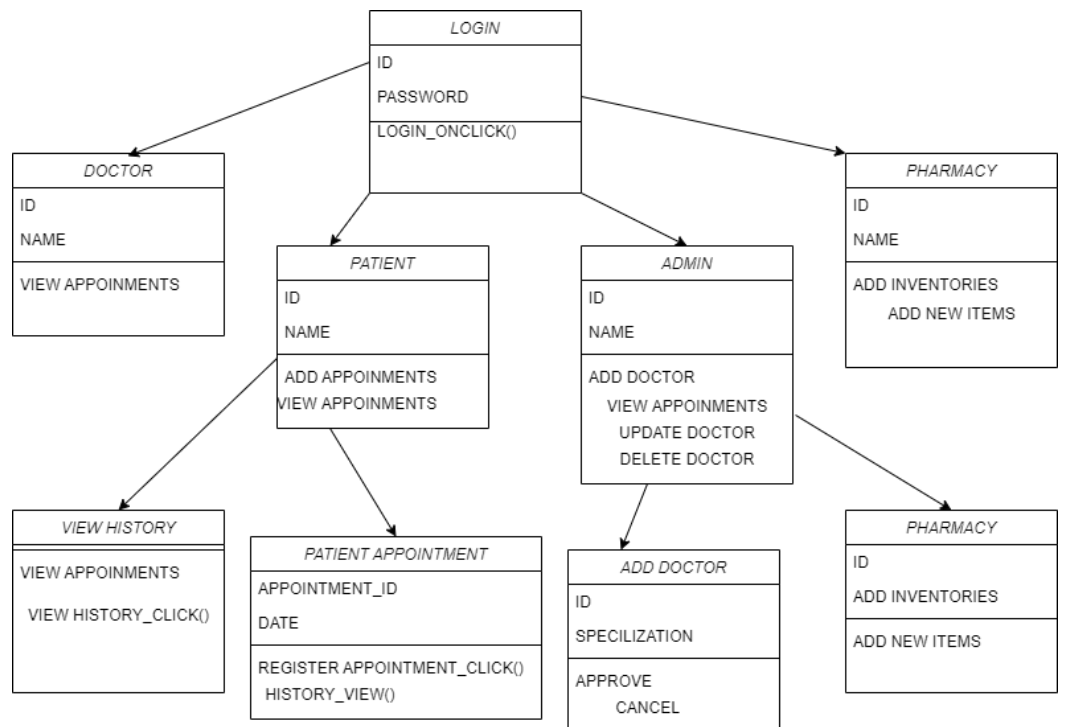 LOGIN
ID
PASSWORD
LOGIN_ONCLICK()
DOCTOR
ID
NAME
VIEW APPOINMENTS
PATIENT
ID
NAME
ADD APPOINMENTS
VIEW APPOINMENTS
ADMIN
ID
NAME
ADD DOCTOR
VIEW APPOINMENTS
UPDATE DOCTOR
DELETE DOCTOR
PHARMACY
ID
NAME
ADD INVENTORIES
ADD NEW ITEMS
VIEW HISTORY
VIEW APPOINMENTS
VIEW HISTORY_CLICK()
PATIENT APPOINTMENT
APPOINTMENT_ID
DATE
REGISTER APPOINTMENT_CLICK()
HISTORY_VIEW()
ADD DOCTOR
ID
SPECILIZATION
APPROVE
CANCEL
PHARMACY
ID
ADD INVENTORIES
ADD NEW ITEMS